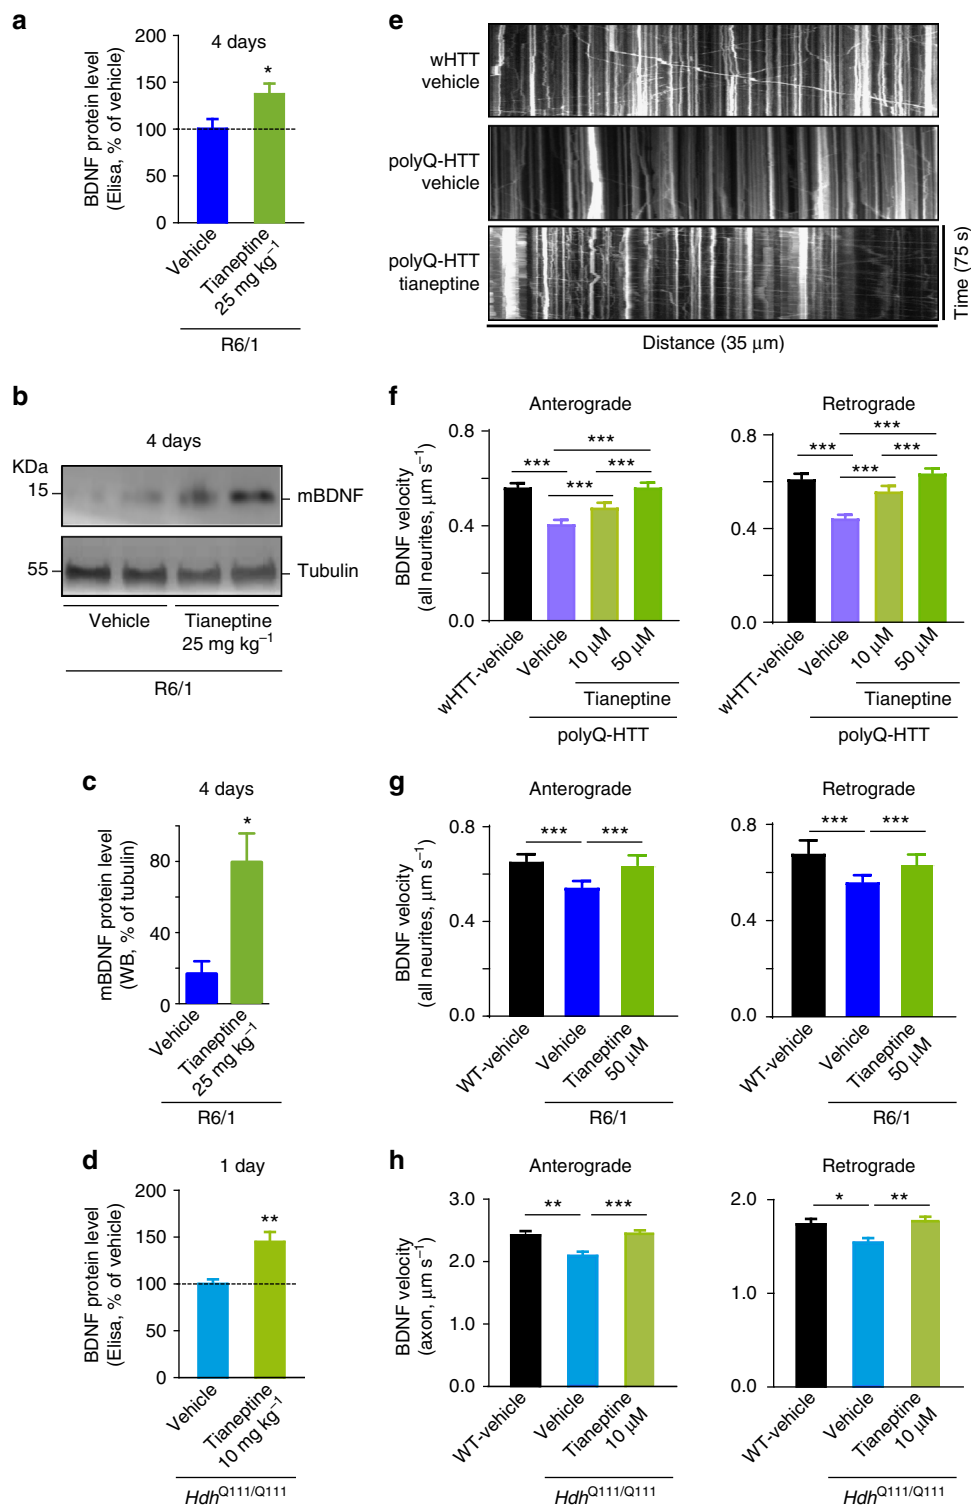 a
4 days
BDNF protein level
(Elisa, % of vehicle)
200
150
100
50
0
*
Vehicle
Tianeptine
25 mg kg⁻¹
R6/1
b
4 days
KDa
15
mBDNF
55
Tubulin
Vehicle
Tianeptine
25 mg kg⁻¹
R6/1
c
4 days
mBDNF protein level
(WB, % of tubulin)
80
40
0
*
Vehicle
Tianeptine
25 mg kg⁻¹
R6/1
d
1 day
BDNF protein level
(Elisa, % of vehicle)
200
150
100
50
0
**
Vehicle
Tianeptine
10 mg kg⁻¹
Hdh^Q111/Q111
e
wHTT
vehicle
polyQ-HTT
vehicle
polyQ-HTT
tianeptine
Time (75 s)
Distance (35 μm)
f
Anterograde
BDNF velocity
(all neurites, μm s⁻¹)
0.8
0.4
0.0
***
***
***
***
wHTT-vehicle
Vehicle
10 μM
50 μM
Tianeptine
polyQ-HTT
Retrograde
0.8
0.4
0.0
***
***
***
***
wHTT-vehicle
Vehicle
10 μM
50 μM
Tianeptine
polyQ-HTT
g
Anterograde
BDNF velocity
(all neurites, μm s⁻¹)
0.8
0.4
0.0
***
***
WT-vehicle
Vehicle
Tianeptine
50 μM
R6/1
Retrograde
0.8
0.4
0.0
***
***
WT-vehicle
Vehicle
Tianeptine
50 μM
R6/1
h
Anterograde
BDNF velocity
(axon, μm s⁻¹)
3.0
2.0
1.0
0.0
**
***
WT-vehicle
Vehicle
Tianeptine
10 μM
Hdh^Q111/Q111
Retrograde
2.0
1.0
0.0
*
**
WT-vehicle
Vehicle
Tianeptine
10 μM
Hdh^Q111/Q111